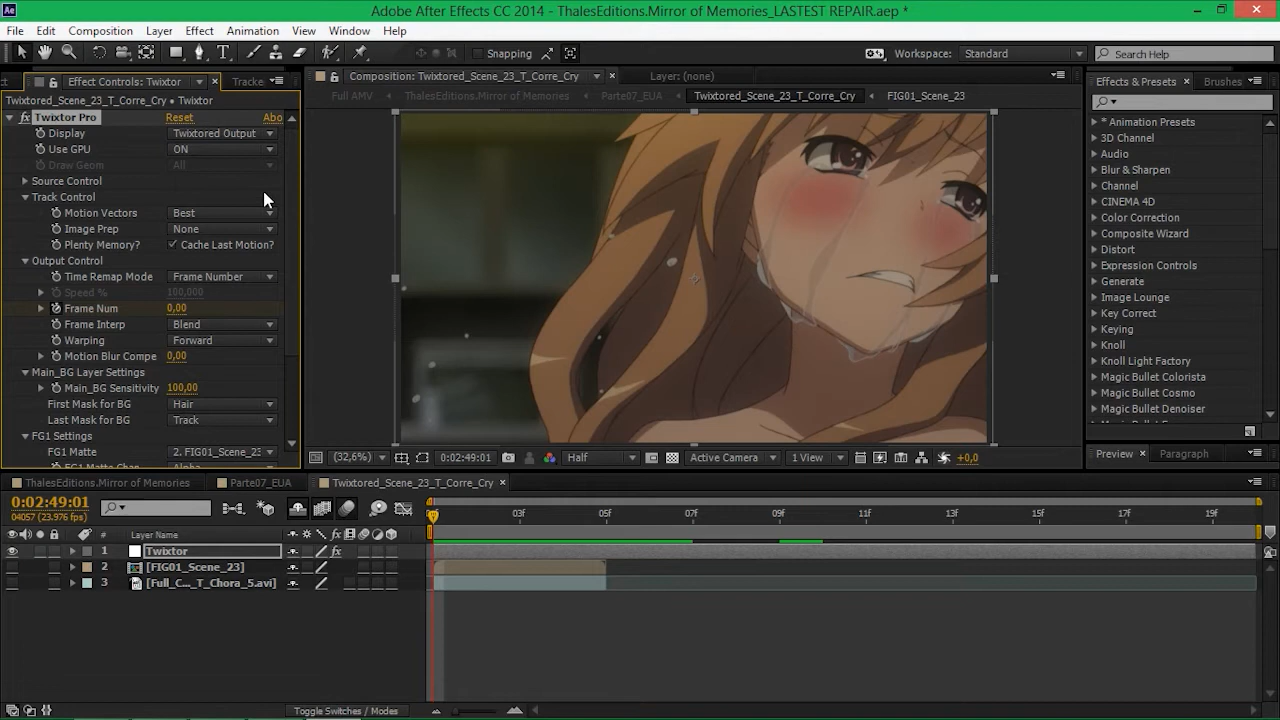 Ae Adobe After Effects CC 2014 - ThalesEditions.Mirror of Memories_LASTEST REPAIR.aep *
File Edit Composition Layer Effect Animation View Window Help
Snapping Workspace: Standard Search Help
ct Effect Controls: Twixtor Tracke Composition: Twixtored_Scene_23_T_Corre_Cry Layer: (none) Effects & Presets Brushes
Twixtored_Scene_23_T_Corre_Cry • Twixtor Full AMV ThalesEditions.Mirror of Memories Parte07_EUA Twixtored_Scene_23_T_Corre_Cry FIG01_Scene_23
fx Twixtor Pro Reset Abo
Display Twixtored Output
Use GPU ON
Draw Geom All
Source Control
Track Control
Motion Vectors Best
Image Prep None
Plenty Memory? Cache Last Motion?
Output Control
Time Remap Mode Frame Number
Speed % 100,000
Frame Num 0,00
Frame Interp Blend
Warping Forward
Motion Blur Compe 0,00
Main_BG Layer Settings
Main_BG Sensitivity 100,00
First Mask for BG Hair
Last Mask for BG Track
FG1 Settings
FG1 Matte 2. FIG01_Scene_23
FG1 Matte Chan Alpha
* Animation Presets
3D Channel
Audio
Blur & Sharpen
Channel
CINEMA 4D
Color Correction
Composite Wizard
Distort
Expression Controls
Generate
Image Lounge
Key Correct
Keying
Knoll
Knoll Light Factory
Magic Bullet Colorista
Magic Bullet Cosmo
Magic Bullet Denoiser
(32,6%) 0:02:49:01 Half Active Camera 1 View +0,0
Preview Paragraph
ThalesEditions.Mirror of Memories Parte07_EUA Twixtored_Scene_23_T_Corre_Cry
0:02:49:01
04057 (23.976 fps)
03f 05f 07f 09f 11f 13f 15f 17f 19f
# Layer Name
1 Twixtor fx
2 [FIG01_Scene_23]
3 [Full_C..._T_Chora_5.avi]
Toggle Switches / Modes